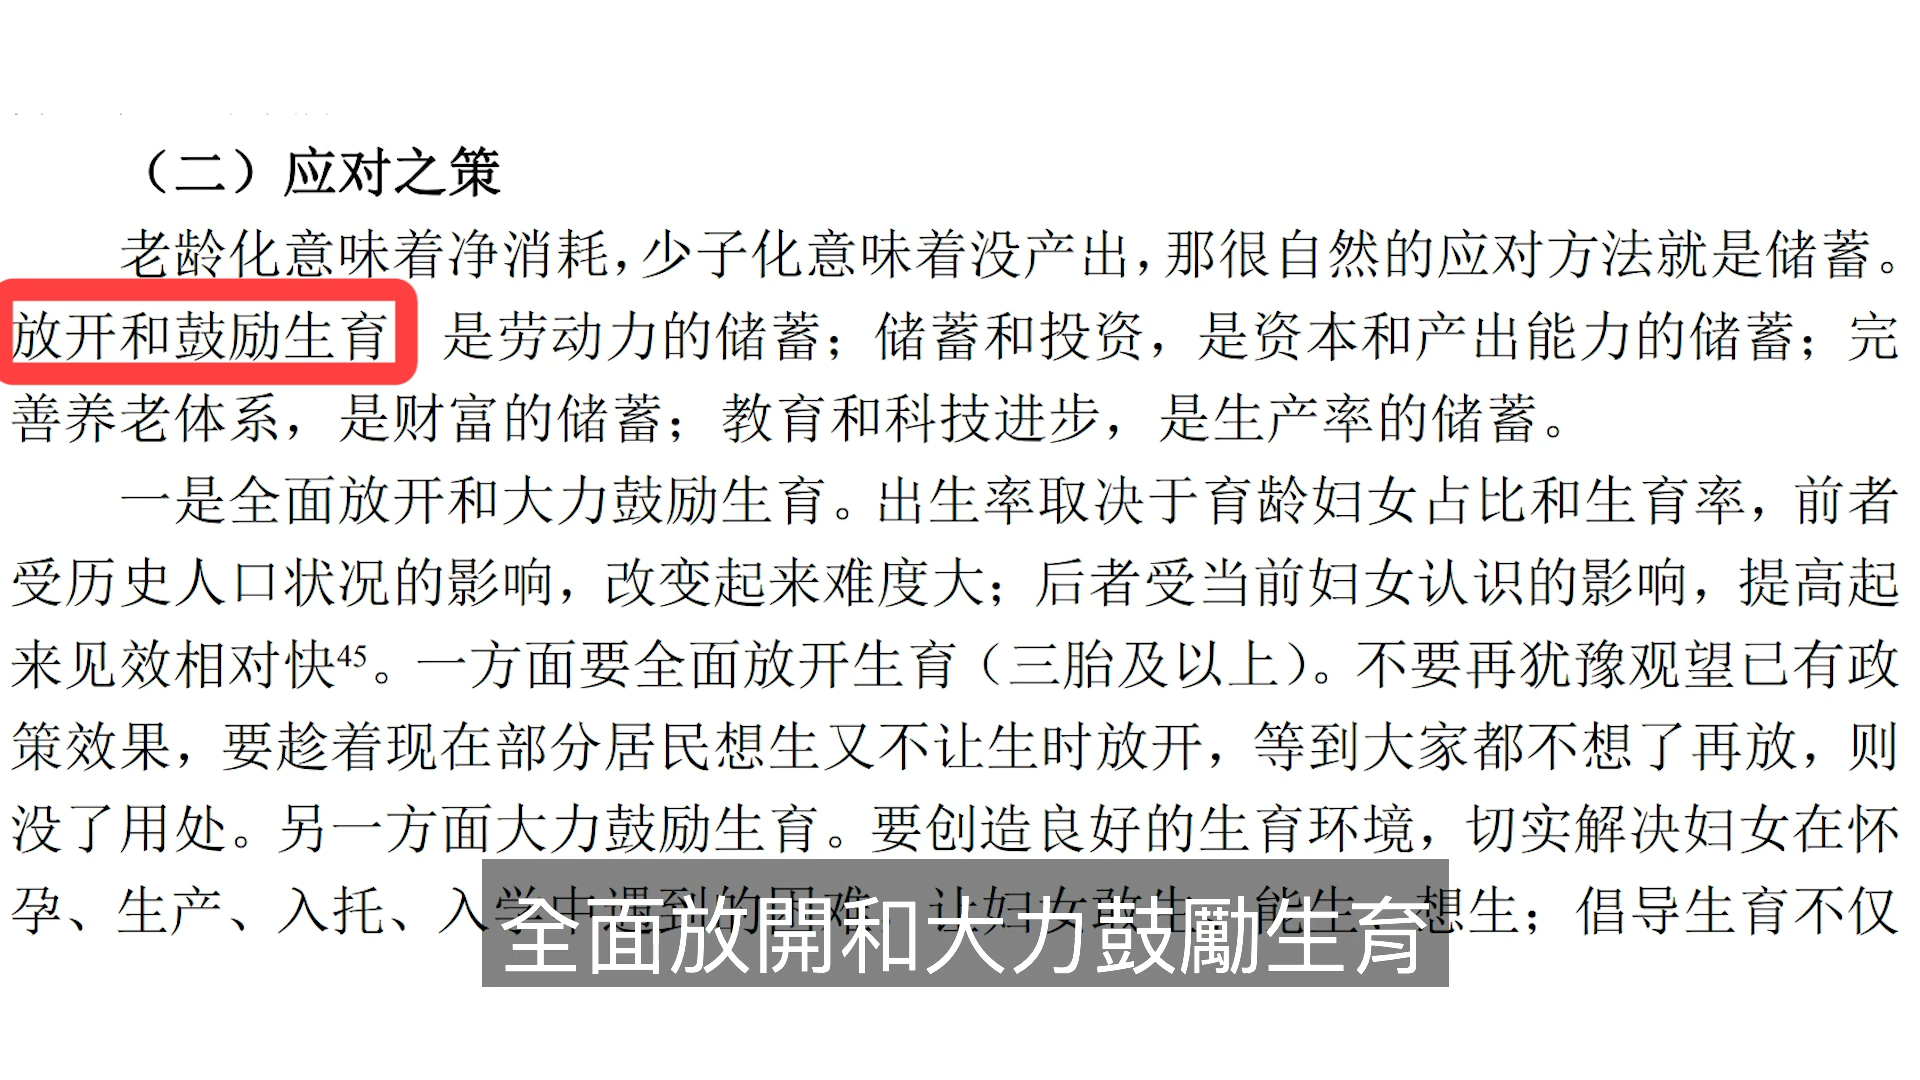 （二）应对之策
老龄化意味着净消耗，少子化意味着没产出，那很自然的应对方法就是储蓄。
放开和鼓励生育 是劳动力的储蓄；储蓄和投资，是资本和产出能力的储蓄；完
善养老体系，是财富的储蓄；教育和科技进步，是生产率的储蓄。
一是全面放开和大力鼓励生育。出生率取决于育龄妇女占比和生育率，前者
受历史人口状况的影响，改变起来难度大；后者受当前妇女认识的影响，提高起
来见效相对快45。一方面要全面放开生育（三胎及以上）。不要再犹豫观望已有政
策效果，要趁着现在部分居民想生又不让生时放开，等到大家都不想了再放，则
没了用处。另一方面大力鼓励生育。要创造良好的生育环境，切实解决妇女在怀
孕、生产、入托、入学中遇到的困难，让妇女敢生、能生、想生；倡导生育不仅
全面放開和大力鼓勵生育